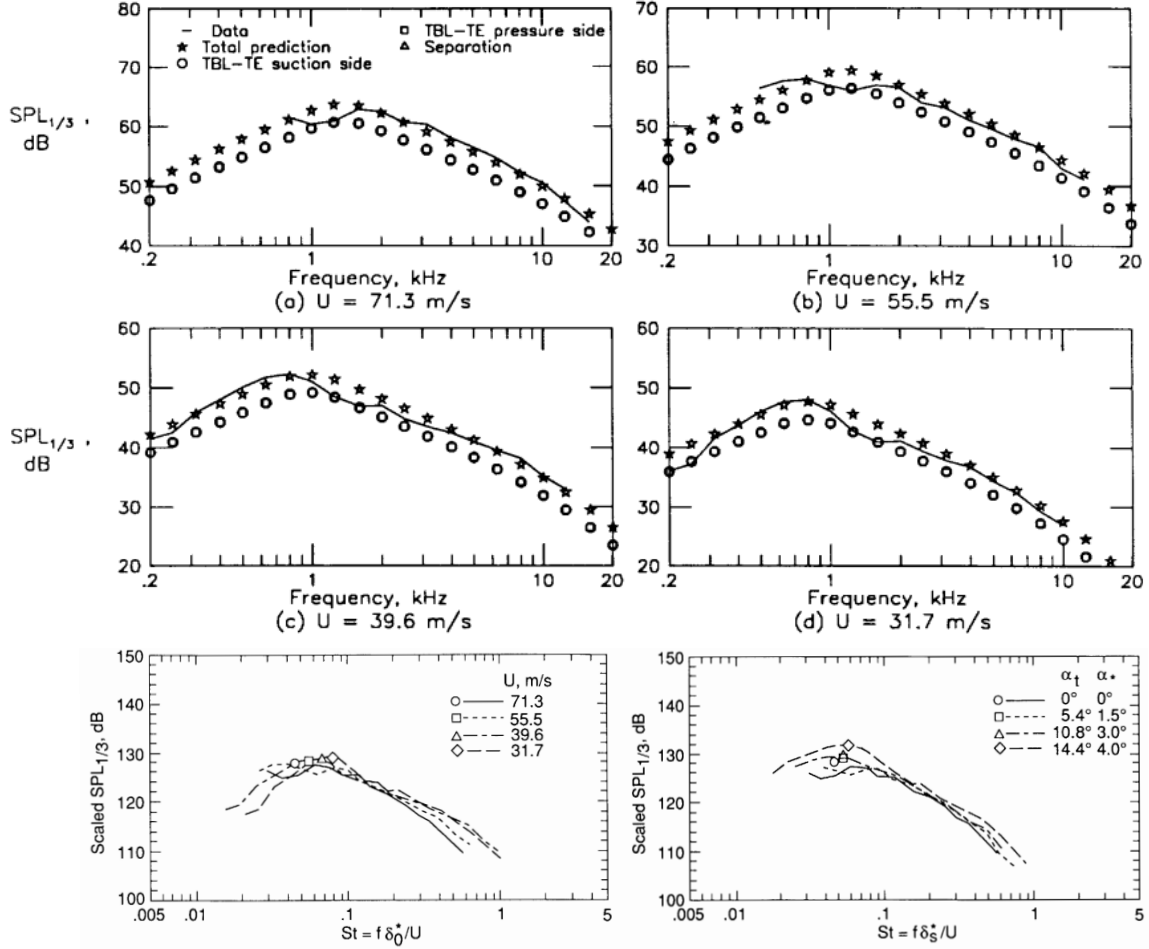 80
— Data
★ Total prediction
○ TBL–TE suction side
□ TBL–TE pressure side
△ Separation
70
SPL1/3 ,
dB
60
50
40
.2 1 10 20
Frequency, kHz
(a) U = 71.3 m/s
70
60
50
40
30
.2 1 10 20
Frequency, kHz
(b) U = 55.5 m/s
60
50
SPL1/3 ,
dB
40
30
20
.2 1 10 20
Frequency, kHz
(c) U = 39.6 m/s
60
50
40
30
20
.2 1 10 20
Frequency, kHz
(d) U = 31.7 m/s
150
140
130
120
110
100
Scaled SPL1/3, dB
U, m/s
71.3
55.5
39.6
31.7
.005 .01 .1 1 5
St = f δ*0/U
150
140
130
120
110
100
Scaled SPL1/3, dB
αt α*
0° 0°
5.4° 1.5°
10.8° 3.0°
14.4° 4.0°
.005 .01 .1 1 5
St = f δ*s/U